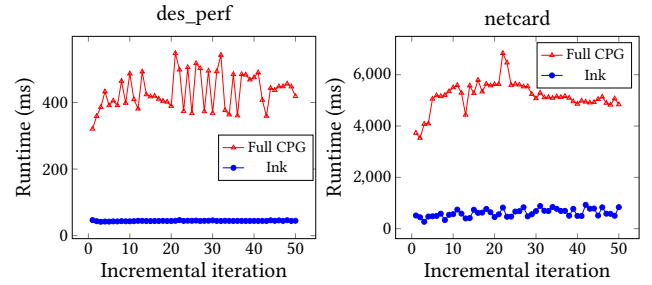 des_perf
Runtime (ms)
400
200
0
Full CPG
Ink
0 10 20 30 40 50
Incremental iteration
netcard
Runtime (ms)
6,000
4,000
2,000
0
Full CPG
Ink
0 10 20 30 40 50
Incremental iteration